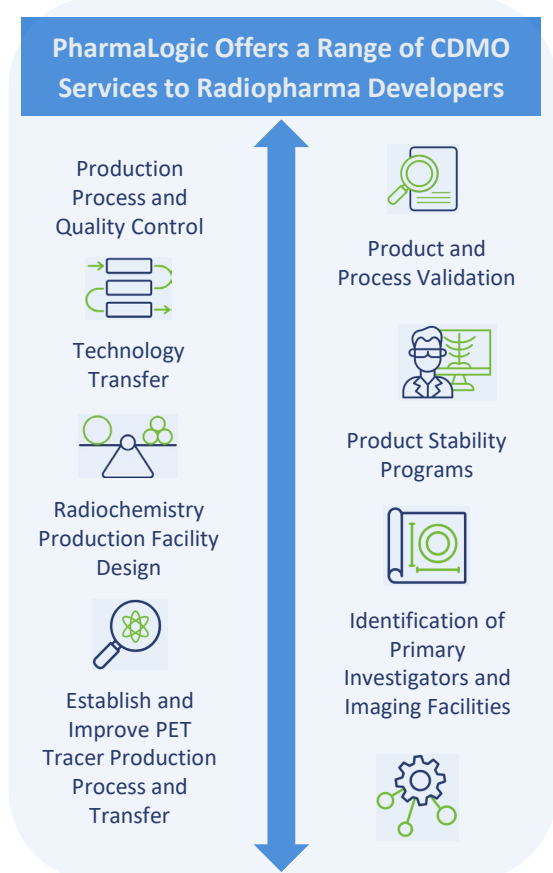 PharmaLogic Offers a Range of CDMO
Services to Radiopharma Developers
Production
Process and
Quality Control
Technology
Transfer
Radiochemistry
Production Facility
Design
Establish and
Improve PET
Tracer Production
Process and
Transfer
Product and
Process Validation
Product Stability
Programs
Identification of
Primary
Investigators and
Imaging Facilities